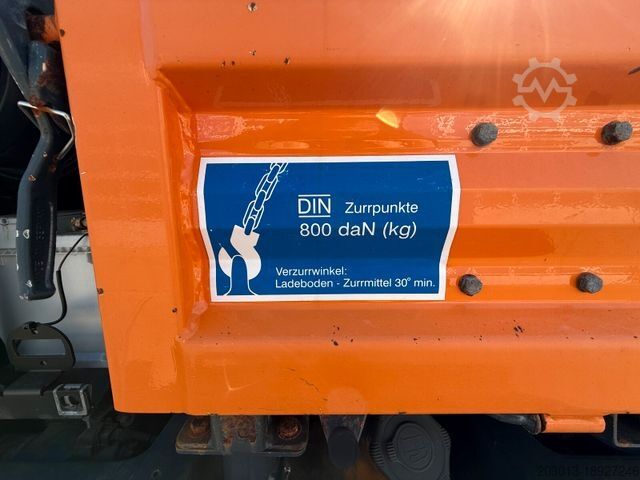 DIN Zurrpunkte
800 daN (kg)
Verzurrwinkel:
Ladeboden - Zurrmittel 30° min.